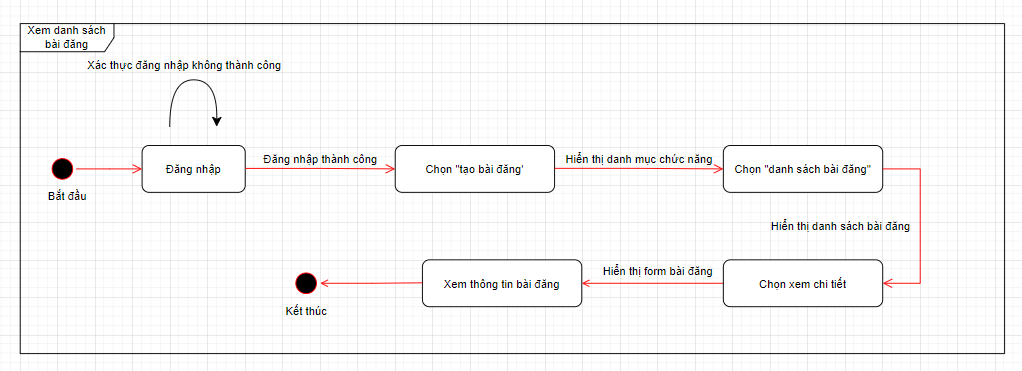 Xem danh sách
bài đăng
Xác thực đăng nhập không thành công
Đăng nhập
Đăng nhập thành công
Chọn "tạo bài đăng'
Hiển thị danh mục chức năng
Chọn "danh sách bài đăng"
Bắt đầu
Hiển thị danh sách bài đăng
Kết thúc
Xem thông tin bài đăng
Hiển thị form bài đăng
Chọn xem chi tiết